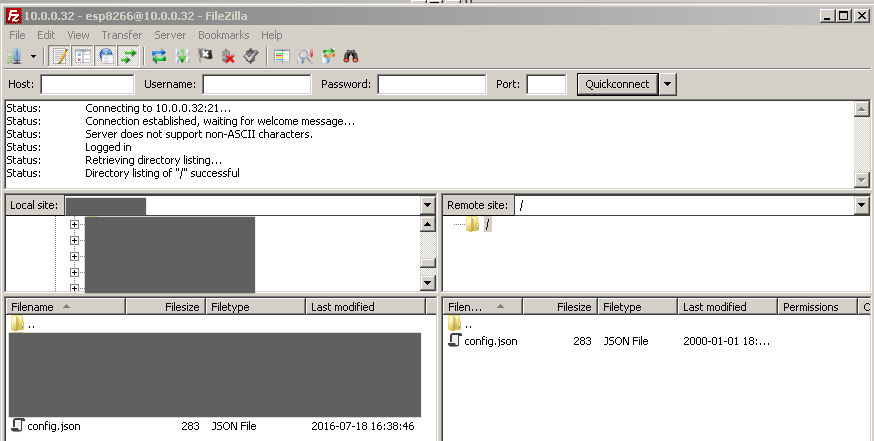 10.0.0.32 - esp8266@10.0.0.32 - FileZilla
File Edit View Transfer Server Bookmarks Help
Host: Username: Password: Port: Quickconnect
Status: Connecting to 10.0.0.32:21...
Status: Connection established, waiting for welcome message...
Status: Server does not support non-ASCII characters.
Status: Logged in
Status: Retrieving directory listing...
Status: Directory listing of "/" successful
Local site:
Remote site: /
/
Filename Filesize Filetype Last modified
..
config.json 283 JSON File 2016-07-18 16:38:46
Filen... Filesize Filetype Last modified Permissions
..
config.json 283 JSON File 2000-01-01 18:...